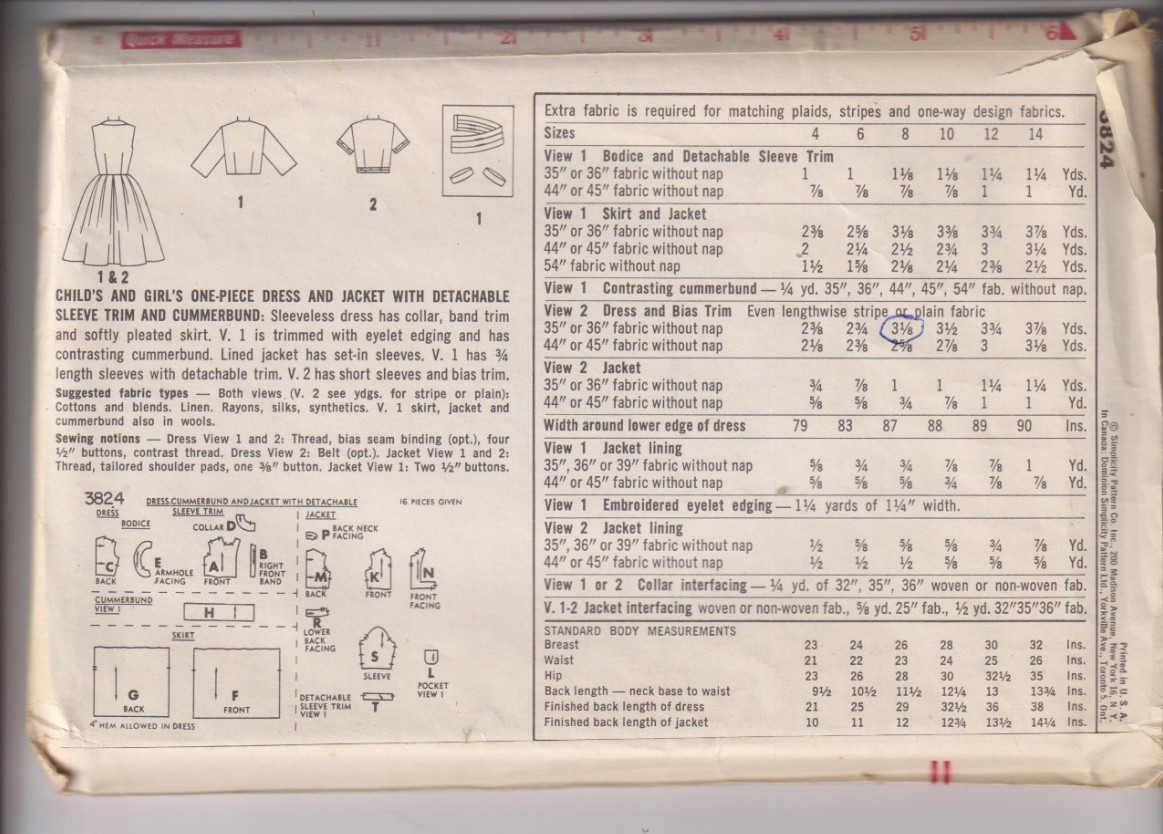 Quick Measure 1 2 3 4 5 6
1
2
1
1 & 2
CHILD'S AND GIRL'S ONE-PIECE DRESS AND JACKET WITH DETACHABLE
SLEEVE TRIM AND CUMMERBUND: Sleeveless dress has collar, band trim
and softly pleated skirt. V. 1 is trimmed with eyelet edging and has
contrasting cummerbund. Lined jacket has set-in sleeves. V. 1 has ¾
length sleeves with detachable trim. V. 2 has short sleeves and bias trim.
Suggested fabric types — Both views (V. 2 see ydgs. for stripe or plain):
Cottons and blends. Linen. Rayons, silks, synthetics. V. 1 skirt, jacket and
cummerbund also in wools.
Sewing notions — Dress View 1 and 2: Thread, bias seam binding (opt.), four
½" buttons, contrast thread. Dress View 2: Belt (opt.). Jacket View 1 and 2:
Thread, tailored shoulder pads, one ⅜" button. Jacket View 1: Two ½" buttons.
3824 DRESS, CUMMERBUND AND JACKET WITH DETACHABLE SLEEVE TRIM 16 PIECES GIVEN
DRESS
BODICE
COLLAR D
C BACK
E ARMHOLE FACING
A FRONT
B RIGHT FRONT BAND
CUMMERBUND VIEW 1
H
SKIRT
G BACK
F FRONT
4" HEM ALLOWED IN DRESS
JACKET
P BACK NECK FACING
M BACK
K FRONT
N FRONT FACING
R LOWER BACK FACING
S SLEEVE
L POCKET VIEW 1
DETACHABLE SLEEVE TRIM VIEW 1
T
Extra fabric is required for matching plaids, stripes and one-way design fabrics.
Sizes 4 6 8 10 12 14
View 1 Bodice and Detachable Sleeve Trim
35" or 36" fabric without nap 1 1 1⅛ 1⅛ 1¼ 1¼ Yds.
44" or 45" fabric without nap ⅞ ⅞ ⅞ ⅞ 1 1 Yd.
View 1 Skirt and Jacket
35" or 36" fabric without nap 2⅜ 2⅝ 3⅛ 3⅜ 3¾ 3⅞ Yds.
44" or 45" fabric without nap 2 2¼ 2½ 2¾ 3 3¼ Yds.
54" fabric without nap 1½ 1⅝ 2⅛ 2¼ 2⅜ 2½ Yds.
View 1 Contrasting cummerbund — ¼ yd. 35", 36", 44", 45", 54" fab. without nap.
View 2 Dress and Bias Trim Even lengthwise stripe or plain fabric
35" or 36" fabric without nap 2⅜ 2¾ 3⅛ 3½ 3¾ 3⅞ Yds.
44" or 45" fabric without nap 2⅛ 2⅜ 2⅝ 2⅞ 3 3⅛ Yds.
View 2 Jacket
35" or 36" fabric without nap ¾ ⅞ 1 1 1¼ 1¼ Yds.
44" or 45" fabric without nap ⅝ ⅝ ¾ ⅞ 1 1 Yd.
Width around lower edge of dress 79 83 87 88 89 90 Ins.
View 1 Jacket lining
35", 36" or 39" fabric without nap ⅝ ¾ ¾ ⅞ ⅞ 1 Yd.
44" or 45" fabric without nap ⅝ ⅝ ⅝ ¾ ⅞ ⅞ Yd.
View 1 Embroidered eyelet edging — 1¼ yards of 1¼" width.
View 2 Jacket lining
35", 36" or 39" fabric without nap ½ ⅝ ⅝ ⅝ ¾ ⅞ Yd.
44" or 45" fabric without nap ½ ½ ½ ⅝ ⅝ ⅝ Yd.
View 1 or 2 Collar interfacing — ¼ yd. of 32", 35", 36" woven or non-woven fab.
V. 1-2 Jacket interfacing woven or non-woven fab., ⅝ yd. 25" fab., ½ yd. 32"35"36" fab.
STANDARD BODY MEASUREMENTS
Breast 23 24 26 28 30 32 Ins.
Waist 21 22 23 24 25 26 Ins.
Hip 23 26 28 30 32½ 35 Ins.
Back length — neck base to waist 9½ 10½ 11½ 12¼ 13 13¾ Ins.
Finished back length of dress 21 25 29 32½ 36 38 Ins.
Finished back length of jacket 10 11 12 12¾ 13½ 14¼ Ins.
3824
© Simplicity Pattern Co. Inc., 200 Madison Avenue, New York 16, N. Y.
In Canada: Dominion Simplicity Pattern Ltd., Yorkville Ave., Toronto 5, Ont.
Printed in U. S. A.